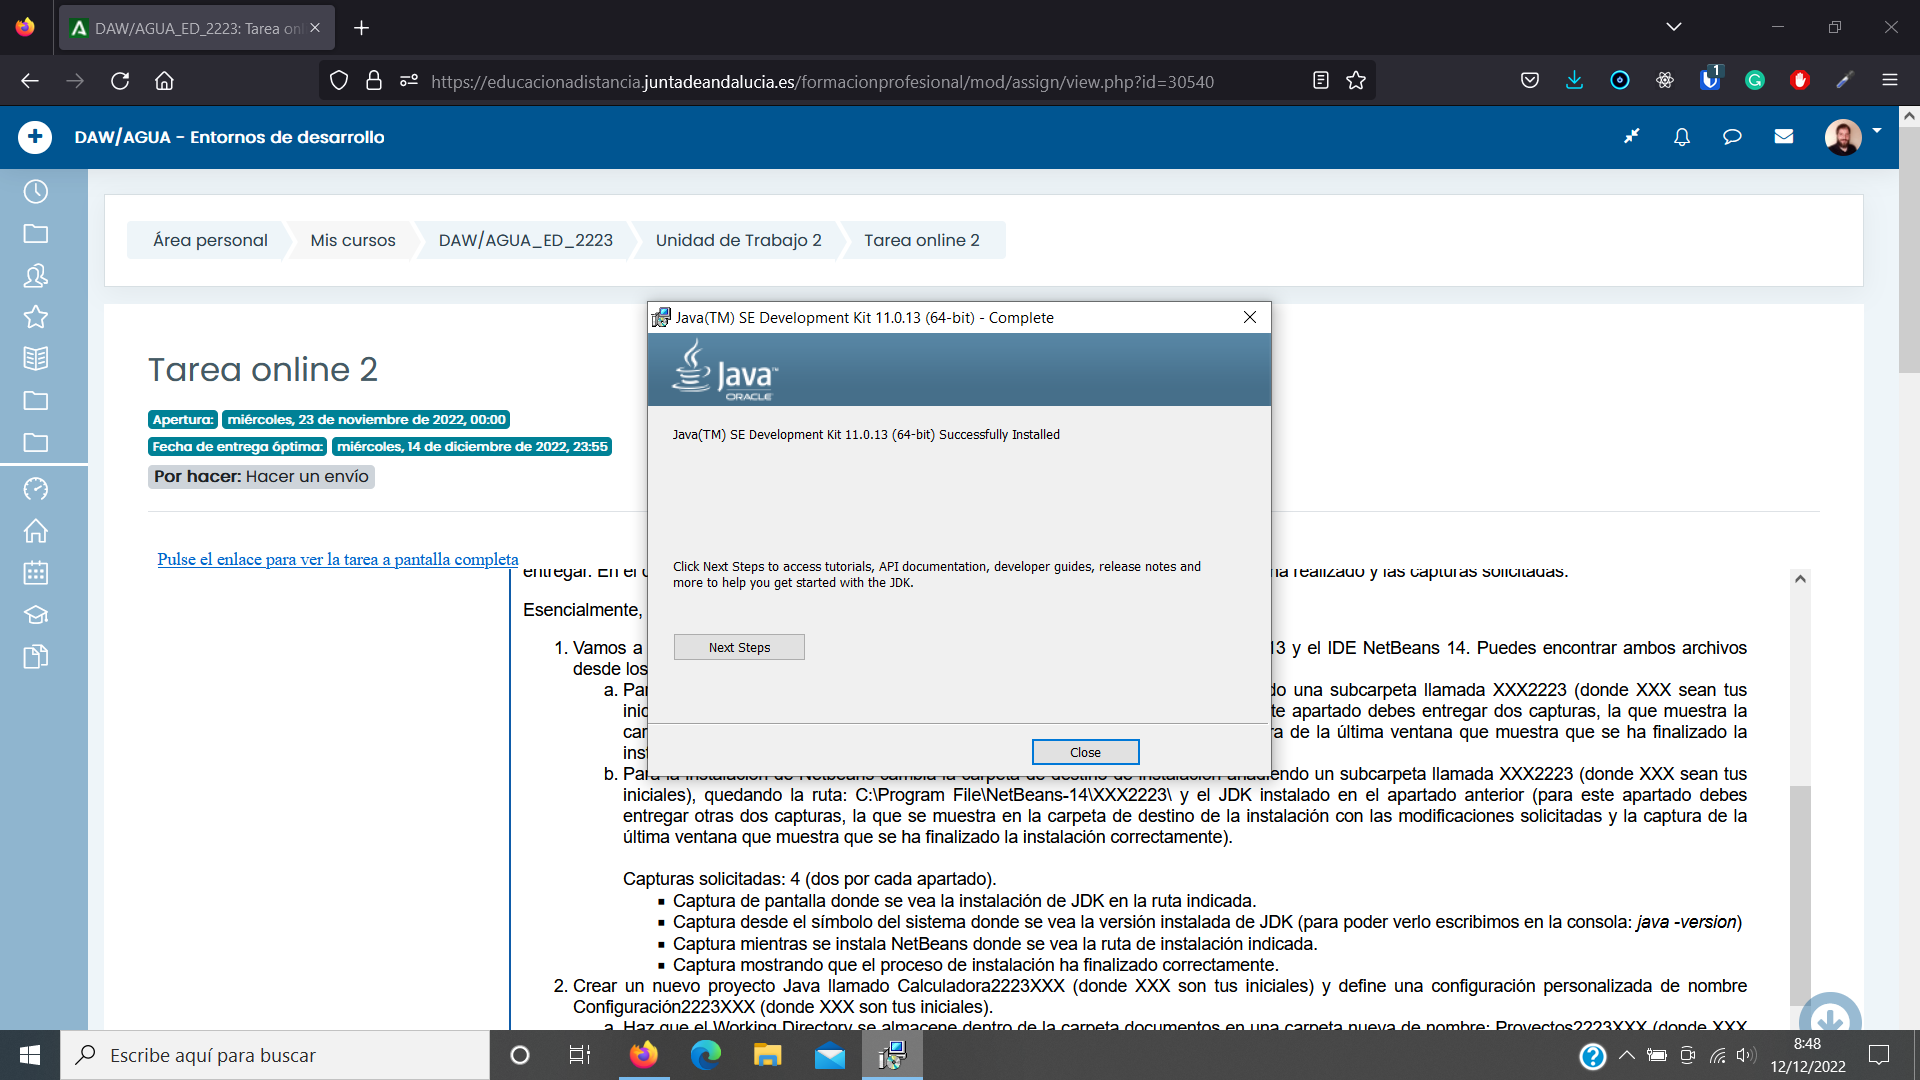 DAW/AGUA_ED_2223: Tarea onl
https://educacionadistancia.juntadeandalucia.es/formacionprofesional/mod/assign/view.php?id=30540
1
DAW/AGUA - Entornos de desarrollo
Área personal
Mis cursos
DAW/AGUA_ED_2223
Unidad de Trabajo 2
Tarea online 2
Tarea online 2
Apertura: miércoles, 23 de noviembre de 2022, 00:00
Fecha de entrega óptima: miércoles, 14 de diciembre de 2022, 23:55
Por hacer: Hacer un envío
Pulse el enlace para ver la tarea a pantalla completa
Java(TM) SE Development Kit 11.0.13 (64-bit) - Complete
Java™
ORACLE
Java(TM) SE Development Kit 11.0.13 (64-bit) Successfully Installed
Click Next Steps to access tutorials, API documentation, developer guides, release notes and
more to help you get started with the JDK.
Next Steps
Close
entregar. En el
realizado y las capturas solicitadas.
Esencialmente,
1. Vamos a
13 y el IDE NetBeans 14. Puedes encontrar ambos archivos
desde los
a.
una subcarpeta llamada XXX2223 (donde XXX sean tus
apartado debes entregar dos capturas, la que muestra la
de la última ventana que muestra que se ha finalizado la
b. Para la instalación de Netbeans cambia la carpeta de destino de instalación añadiendo un subcarpeta llamada XXX2223 (donde XXX sean tus
iniciales), quedando la ruta: C:\Program File\NetBeans-14\XXX2223\ y el JDK instalado en el apartado anterior (para este apartado debes
entregar otras dos capturas, la que se muestra en la carpeta de destino de la instalación con las modificaciones solicitadas y la captura de la
última ventana que muestra que se ha finalizado la instalación correctamente).
Capturas solicitadas: 4 (dos por cada apartado).
▪ Captura de pantalla donde se vea la instalación de JDK en la ruta indicada.
▪ Captura desde el símbolo del sistema donde se vea la versión instalada de JDK (para poder verlo escribimos en la consola: java -version)
▪ Captura mientras se instala NetBeans donde se vea la ruta de instalación indicada.
▪ Captura mostrando que el proceso de instalación ha finalizado correctamente.
2. Crear un nuevo proyecto Java llamado Calculadora2223XXX (donde XXX son tus iniciales) y define una configuración personalizada de nombre
Configuración2223XXX (donde XXX son tus iniciales).
a. Haz que el Working Directory se almacene dentro de la carpeta documentos en una carpeta nueva de nombre: Proyectos2223XXX (donde XXX
Escribe aquí para buscar
8:48
12/12/2022